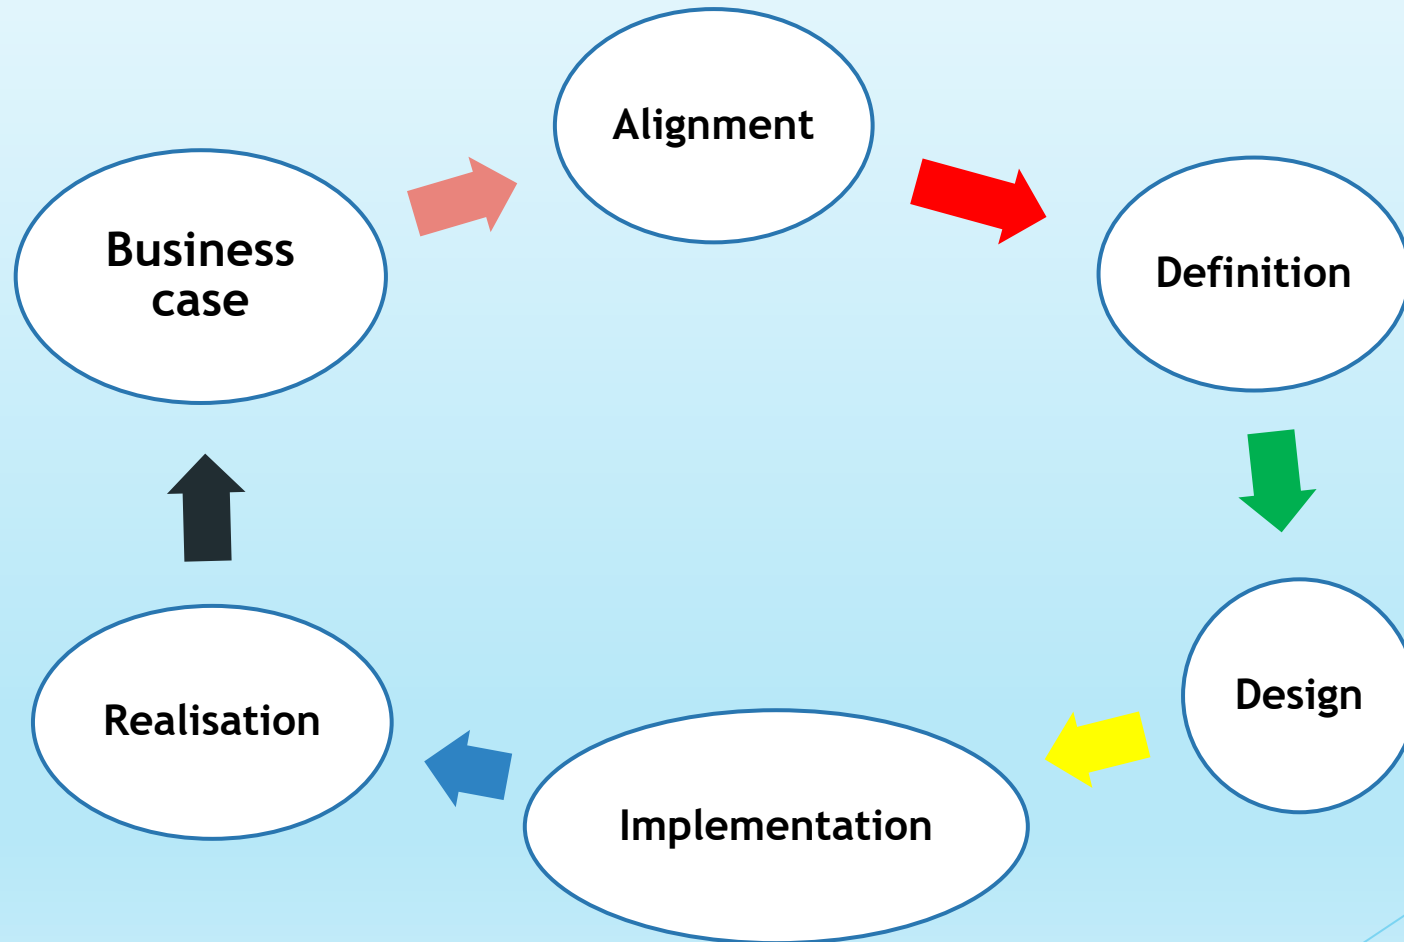 Alignment
Business
case
Definition
Design
Realisation
Implementation